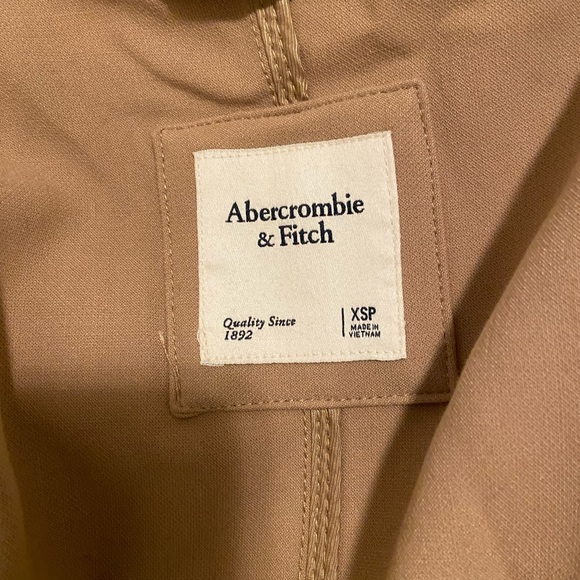 Abercrombie
& Fitch
Quality Since
1892
XSP
MADE IN
VIETNAM